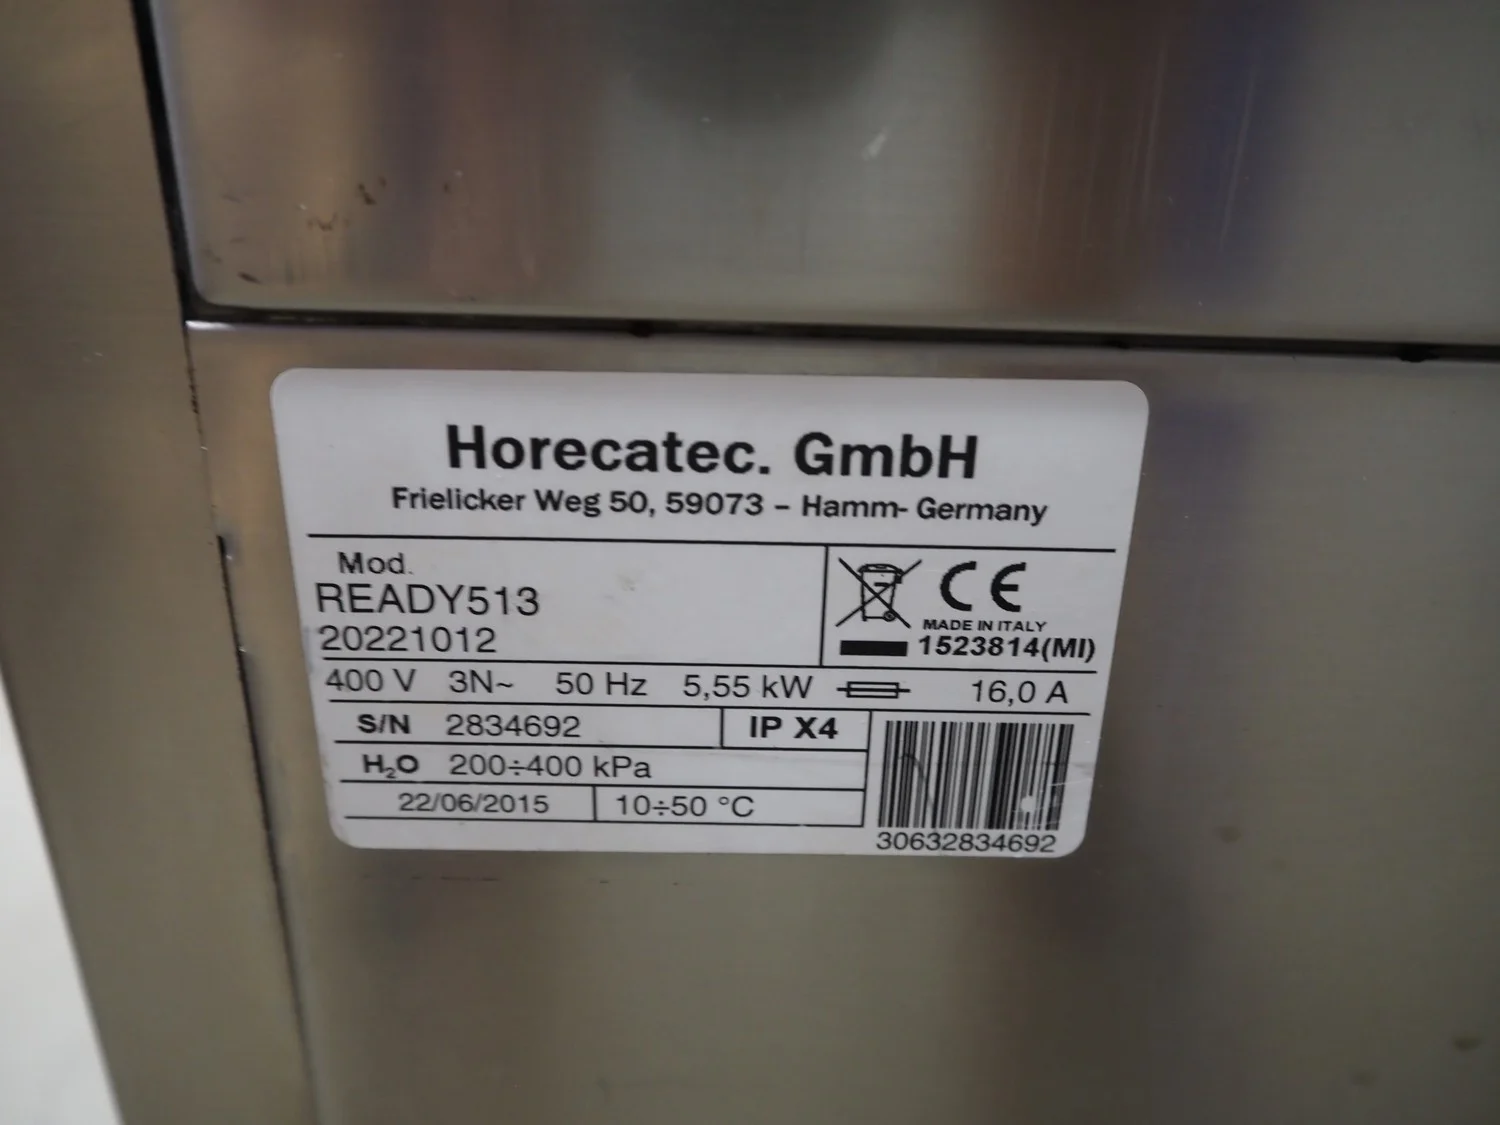 Horecatec. GmbH
Frielicker Weg 50, 59073 – Hamm- Germany
Mod.
READY513
20221012
CE
MADE IN ITALY
1523814(MI)
400 V 3N~ 50 Hz 5,55 kW 16,0 A
S/N 2834692 IP X4
H₂O 200÷400 kPa
22/06/2015 10÷50 °C
30632834692